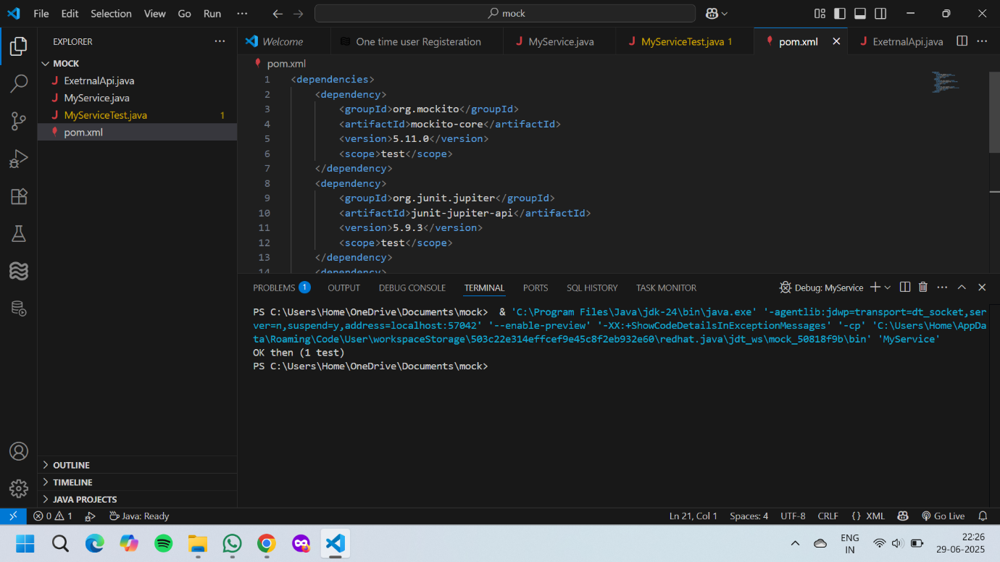 File Edit Selection View Go Run ··· mock
EXPLORER ···
MOCK
ExetrnalApi.java
MyService.java
MyServiceTest.java 1
pom.xml
OUTLINE
TIMELINE
JAVA PROJECTS
Welcome One time user Registeration MyService.java MyServiceTest.java 1 pom.xml ExetrnalApi.java ···
pom.xml
1 <dependencies>
2 <dependency>
3 <groupId>org.mockito</groupId>
4 <artifactId>mockito-core</artifactId>
5 <version>5.11.0</version>
6 <scope>test</scope>
7 </dependency>
8 <dependency>
9 <groupId>org.junit.jupiter</groupId>
10 <artifactId>junit-jupiter-api</artifactId>
11 <version>5.9.3</version>
12 <scope>test</scope>
13 </dependency>
14 <dependency>
PROBLEMS 1 OUTPUT DEBUG CONSOLE TERMINAL PORTS SQL HISTORY TASK MONITOR Debug: MyService ···
PS C:\Users\Home\OneDrive\Documents\mock>  & 'C:\Program Files\Java\jdk-24\bin\java.exe' '-agentlib:jdwp=transport=dt_socket,ser
ver=n,suspend=y,address=localhost:57042' '--enable-preview' '-XX:+ShowCodeDetailsInExceptionMessages' '-cp' 'C:\Users\Home\AppDa
ta\Roaming\Code\User\workspaceStorage\503c22e314effcef9e45c8f2eb932e60\redhat.java\jdt_ws\mock_50818f9b\bin' 'MyService'
OK then (1 test)
PS C:\Users\Home\OneDrive\Documents\mock>
0 1 Java: Ready Ln 21, Col 1 Spaces: 4 UTF-8 CRLF {} XML Go Live
ENG 22:26
IN 29-06-2025